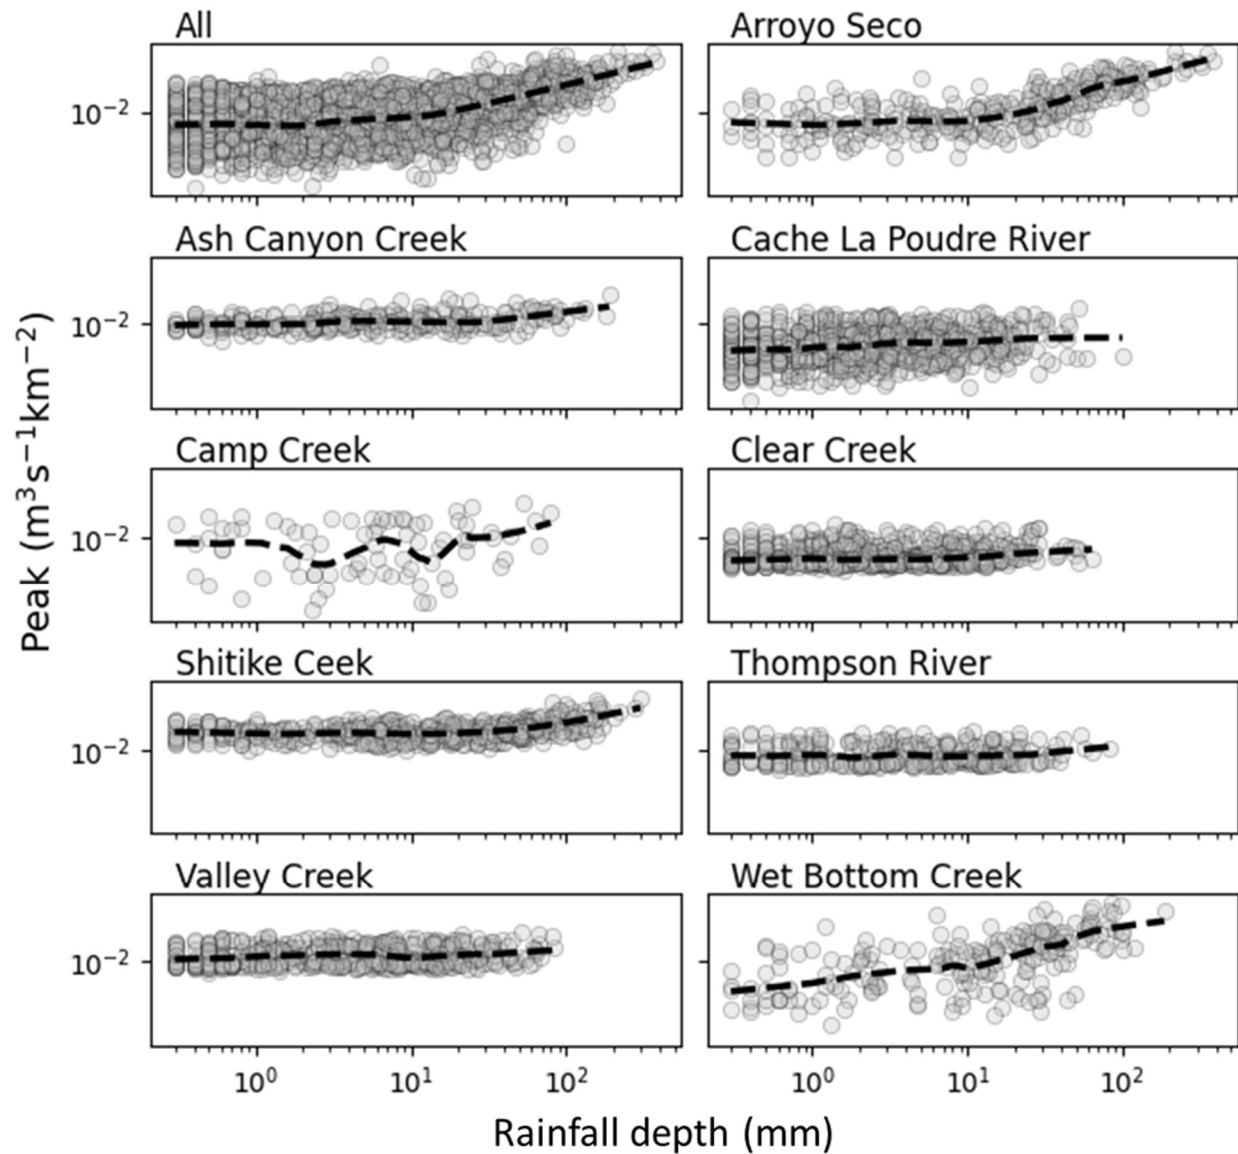 All
Arroyo Seco
10⁻²
Ash Canyon Creek
Cache La Poudre River
10⁻²
Camp Creek
Clear Creek
10⁻²
Shitike Ceek
Thompson River
10⁻²
Valley Creek
Wet Bottom Creek
10⁻²
Peak (m³s⁻¹km⁻²)
10⁰ 10¹ 10² 10⁰ 10¹ 10²
Rainfall depth (mm)